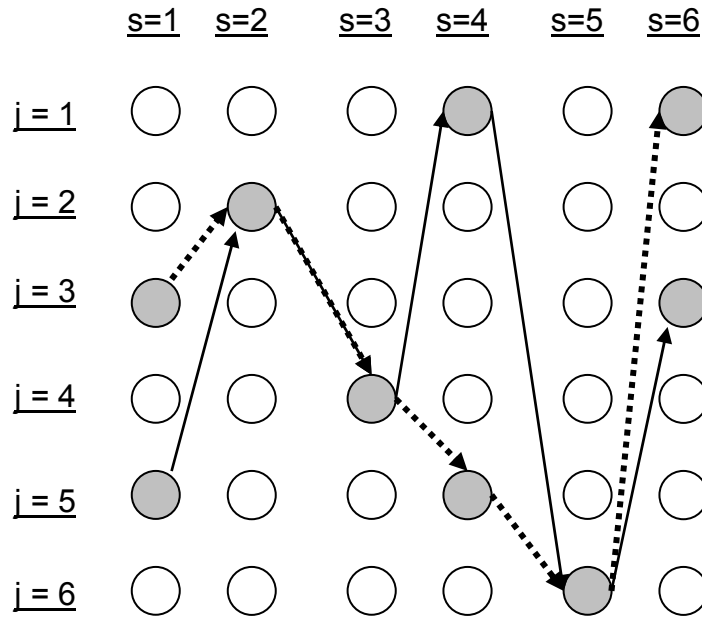 s=1 s=2 s=3 s=4 s=5 s=6
j = 1
j = 2
j = 3
j = 4
j = 5
j = 6